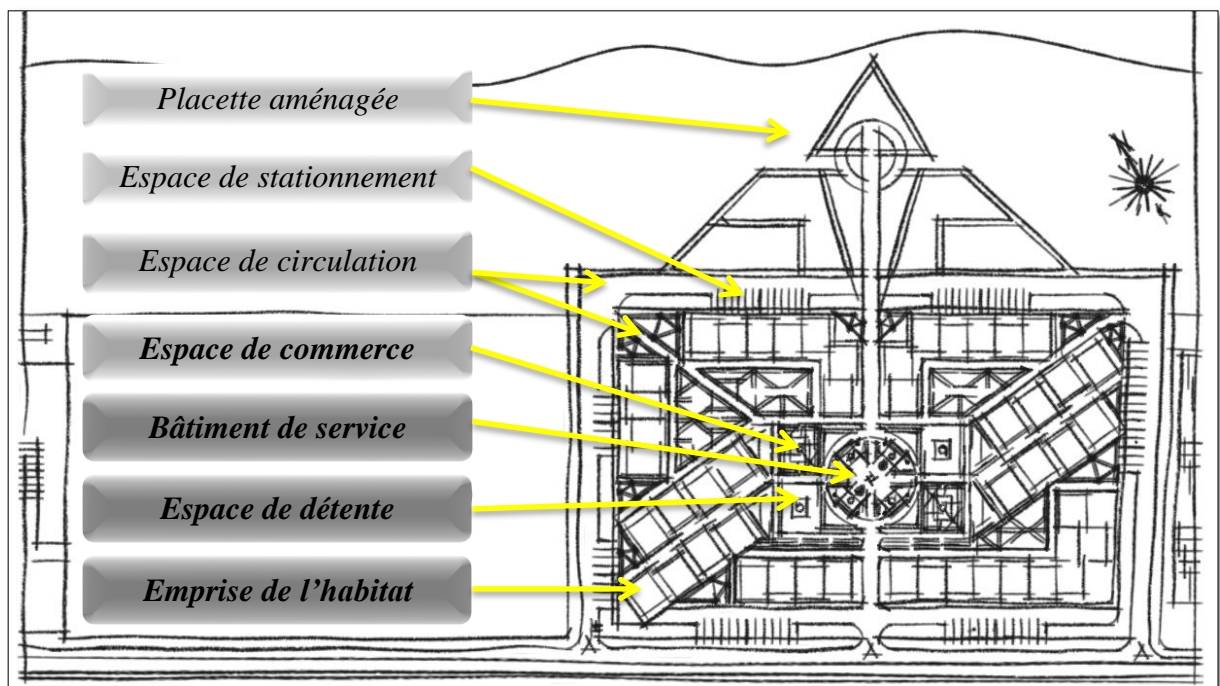 Placette aménagée
Espace de stationnement
Espace de circulation
Espace de commerce
Bâtiment de service
Espace de détente
Emprise de l'habitat